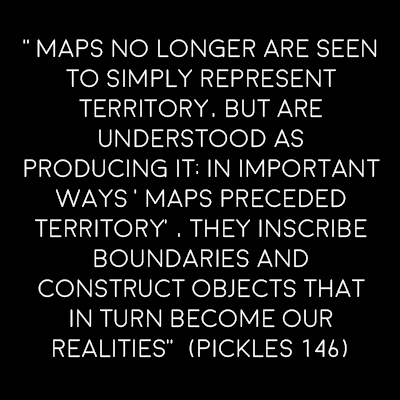 " MAPS NO LONGER ARE SEEN
TO SIMPLY REPRESENT
TERRITORY, BUT ARE
UNDERSTOOD AS
PRODUCING IT: IN IMPORTANT
WAYS ' MAPS PRECEDED
TERRITORY' . THEY INSCRIBE
BOUNDARIES AND
CONSTRUCT OBJECTS THAT
IN TURN BECOME OUR
REALITIES" (PICKLES 146)